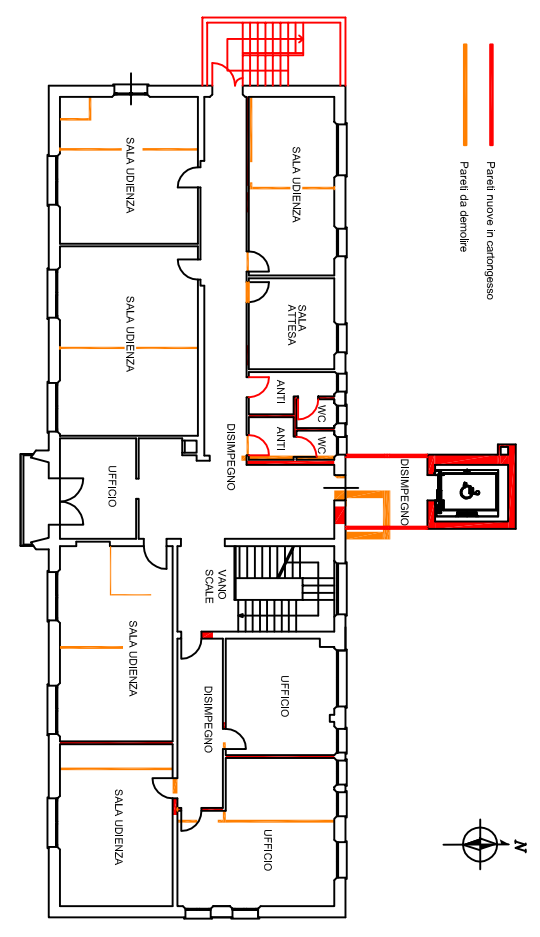 Pareti nuove in cartongesso
Pareti da demolire
SALA UDIENZA
SALA UDIENZA
SALA UDIENZA
SALA
ATTESA
ANTI
WC
ANTI
WC
DISIMPEGNO
DISIMPEGNO
UFFICIO
VANO
SCALE
SALA UDIENZA
DISIMPEGNO
UFFICIO
SALA UDIENZA
UFFICIO
N